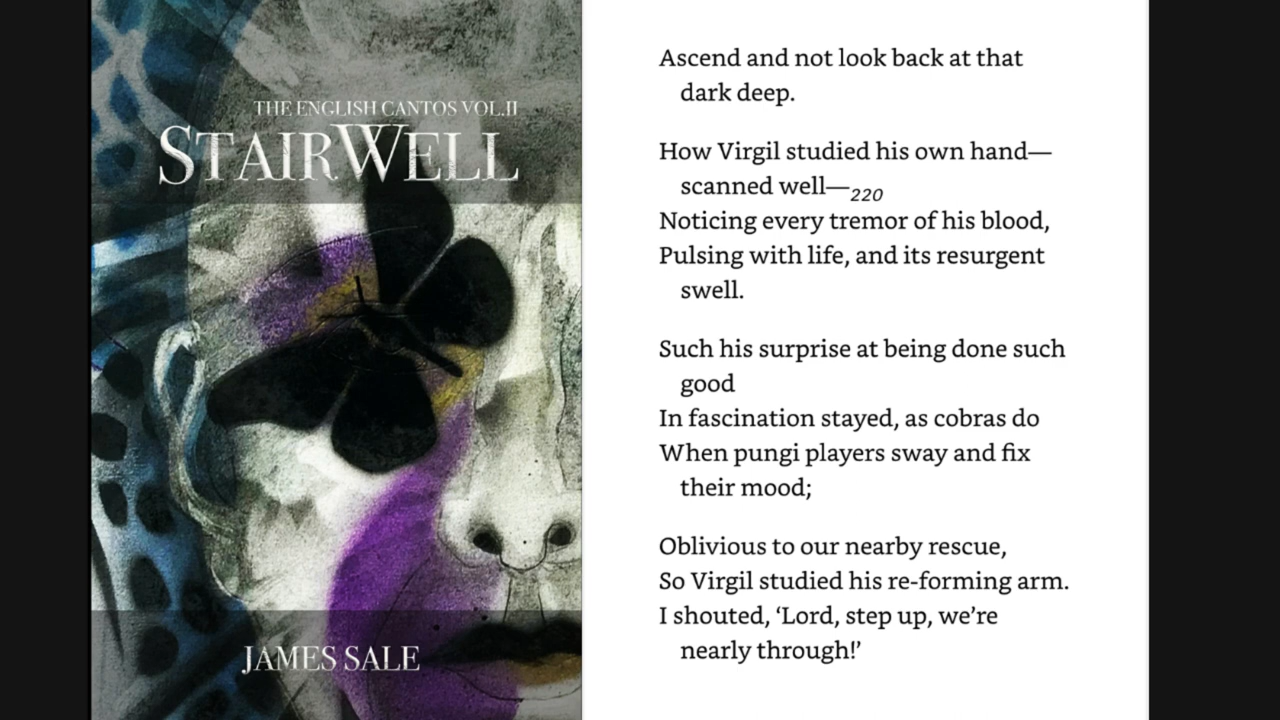 THE ENGLISH CANTOS VOL.II
STAIRWELL
JAMES SALE
Ascend and not look back at that
dark deep.
How Virgil studied his own hand—
scanned well—220
Noticing every tremor of his blood,
Pulsing with life, and its resurgent
swell.
Such his surprise at being done such
good
In fascination stayed, as cobras do
When pungi players sway and fix
their mood;
Oblivious to our nearby rescue,
So Virgil studied his re-forming arm.
I shouted, ‘Lord, step up, we’re
nearly through!’